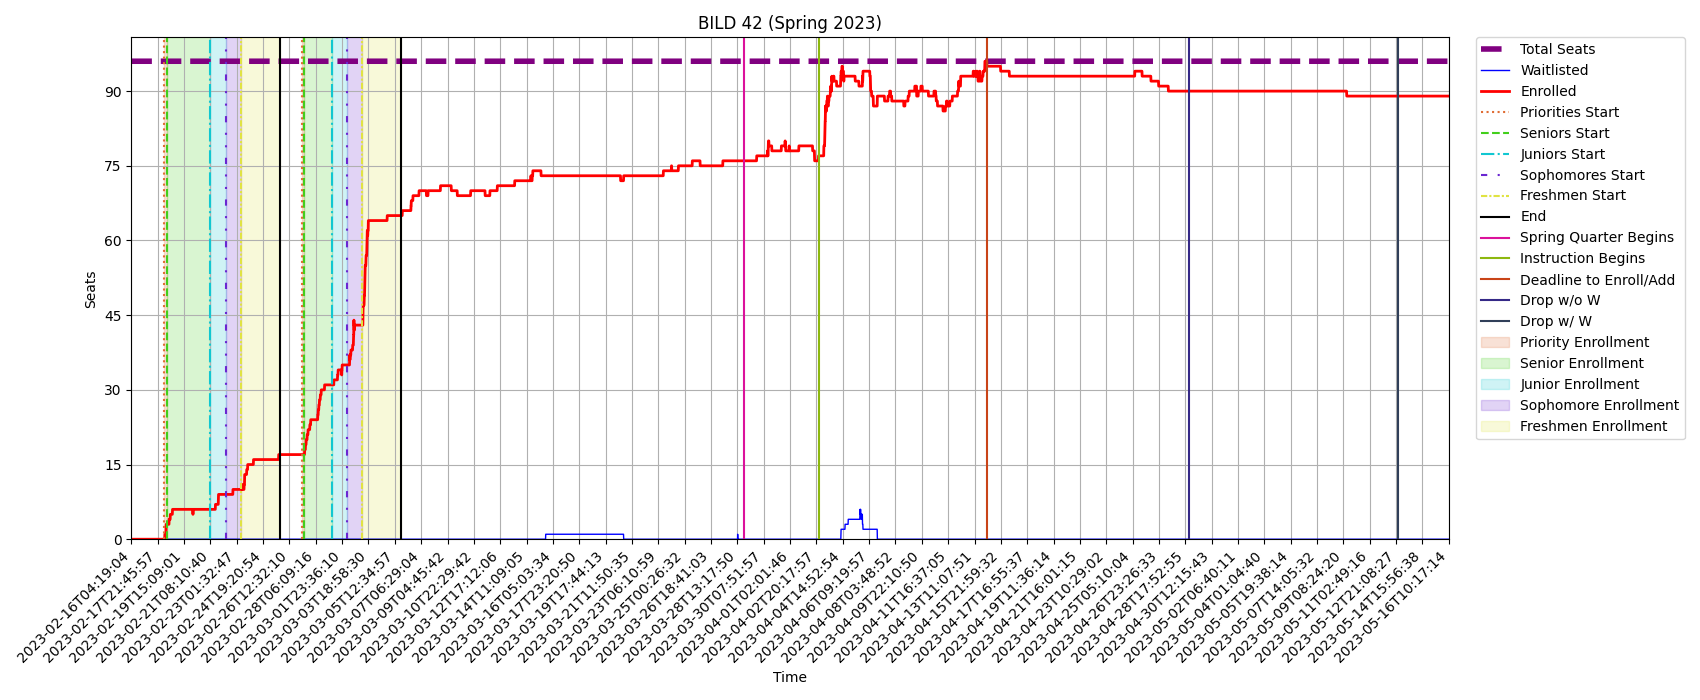 BILD 42 (Spring 2023)
Seats
90
75
60
45
30
15
0
2023-02-16T04:19:04
2023-02-17T21:45:57
2023-02-19T15:09:01
2023-02-21T08:10:40
2023-02-23T01:32:47
2023-02-24T19:20:54
2023-02-26T12:32:10
2023-02-28T06:09:16
2023-03-01T23:36:10
2023-03-03T18:58:30
2023-03-05T12:34:57
2023-03-07T06:29:04
2023-03-09T04:45:42
2023-03-10T22:29:42
2023-03-12T17:12:06
2023-03-14T11:09:05
2023-03-16T05:03:34
2023-03-17T23:20:50
2023-03-19T17:44:13
2023-03-21T11:50:35
2023-03-23T06:10:59
2023-03-25T00:26:32
2023-03-26T18:41:03
2023-03-28T13:17:50
2023-03-30T07:51:57
2023-04-01T02:01:46
2023-04-02T20:17:57
2023-04-04T14:52:54
2023-04-06T09:19:57
2023-04-08T03:48:52
2023-04-09T22:10:50
2023-04-11T16:37:05
2023-04-13T11:07:51
2023-04-15T21:59:32
2023-04-17T16:55:37
2023-04-19T11:36:14
2023-04-21T06:01:15
2023-04-23T10:29:02
2023-04-25T05:10:04
2023-04-26T23:26:33
2023-04-28T17:52:55
2023-04-30T12:15:43
2023-05-02T06:40:11
2023-05-04T01:04:40
2023-05-05T19:38:14
2023-05-07T14:05:32
2023-05-09T08:24:20
2023-05-11T02:49:16
2023-05-12T21:08:27
2023-05-14T15:56:38
2023-05-16T10:17:14
Time
Total Seats
Waitlisted
Enrolled
Priorities Start
Seniors Start
Juniors Start
Sophomores Start
Freshmen Start
End
Spring Quarter Begins
Instruction Begins
Deadline to Enroll/Add
Drop w/o W
Drop w/ W
Priority Enrollment
Senior Enrollment
Junior Enrollment
Sophomore Enrollment
Freshmen Enrollment